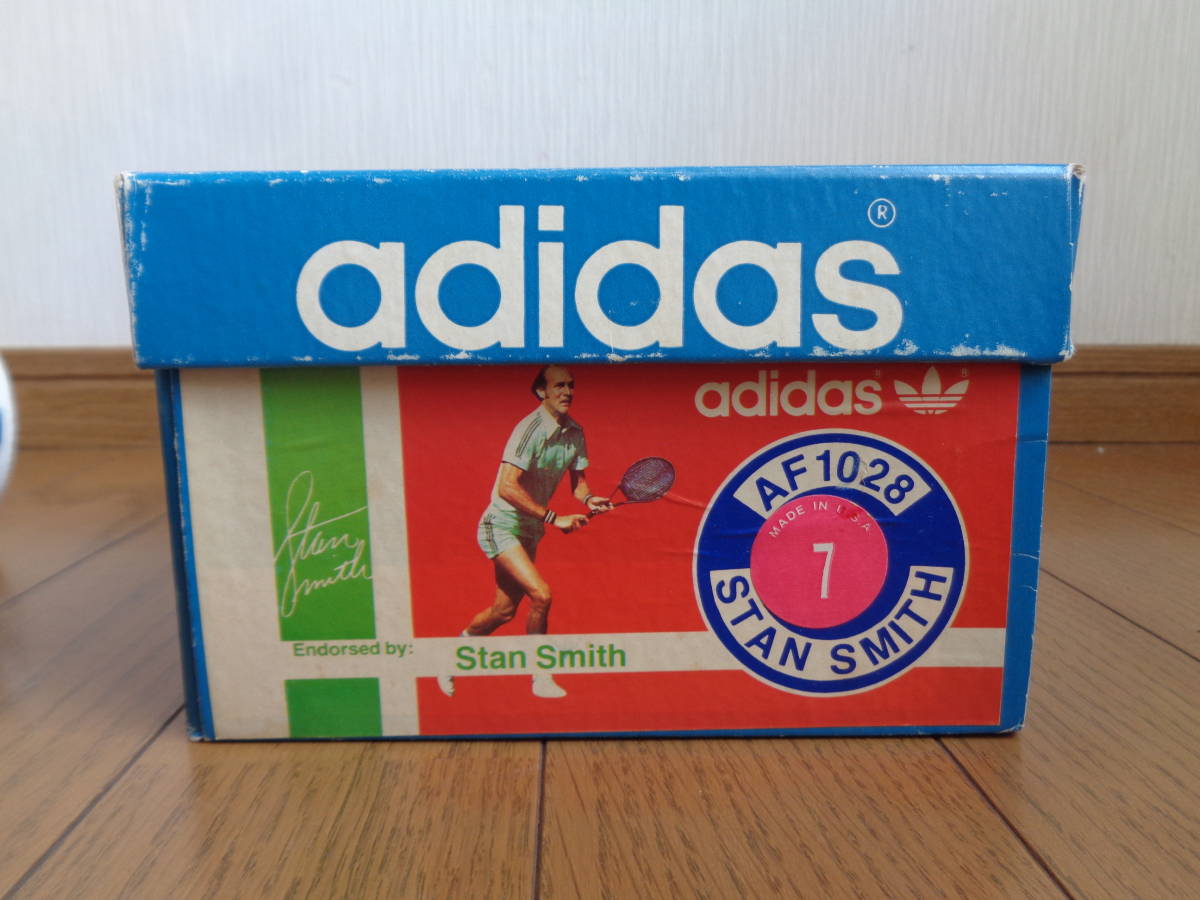 adidas®
adidas® ®
AF1028
MADE IN U.S.A
7
STAN SMITH
Stan
Smith
Endorsed by:
Stan Smith